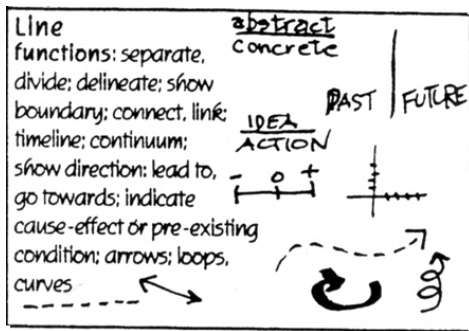 Line
functions: separate,
divide; delineate; show
boundary; connect, link;
timeline; continuum;
show direction: lead to,
go towards; indicate
cause-effect or pre-existing
condition; arrows; loops,
curves
abstract
concrete
PAST FUTURE
IDEA
ACTION
- 0 +